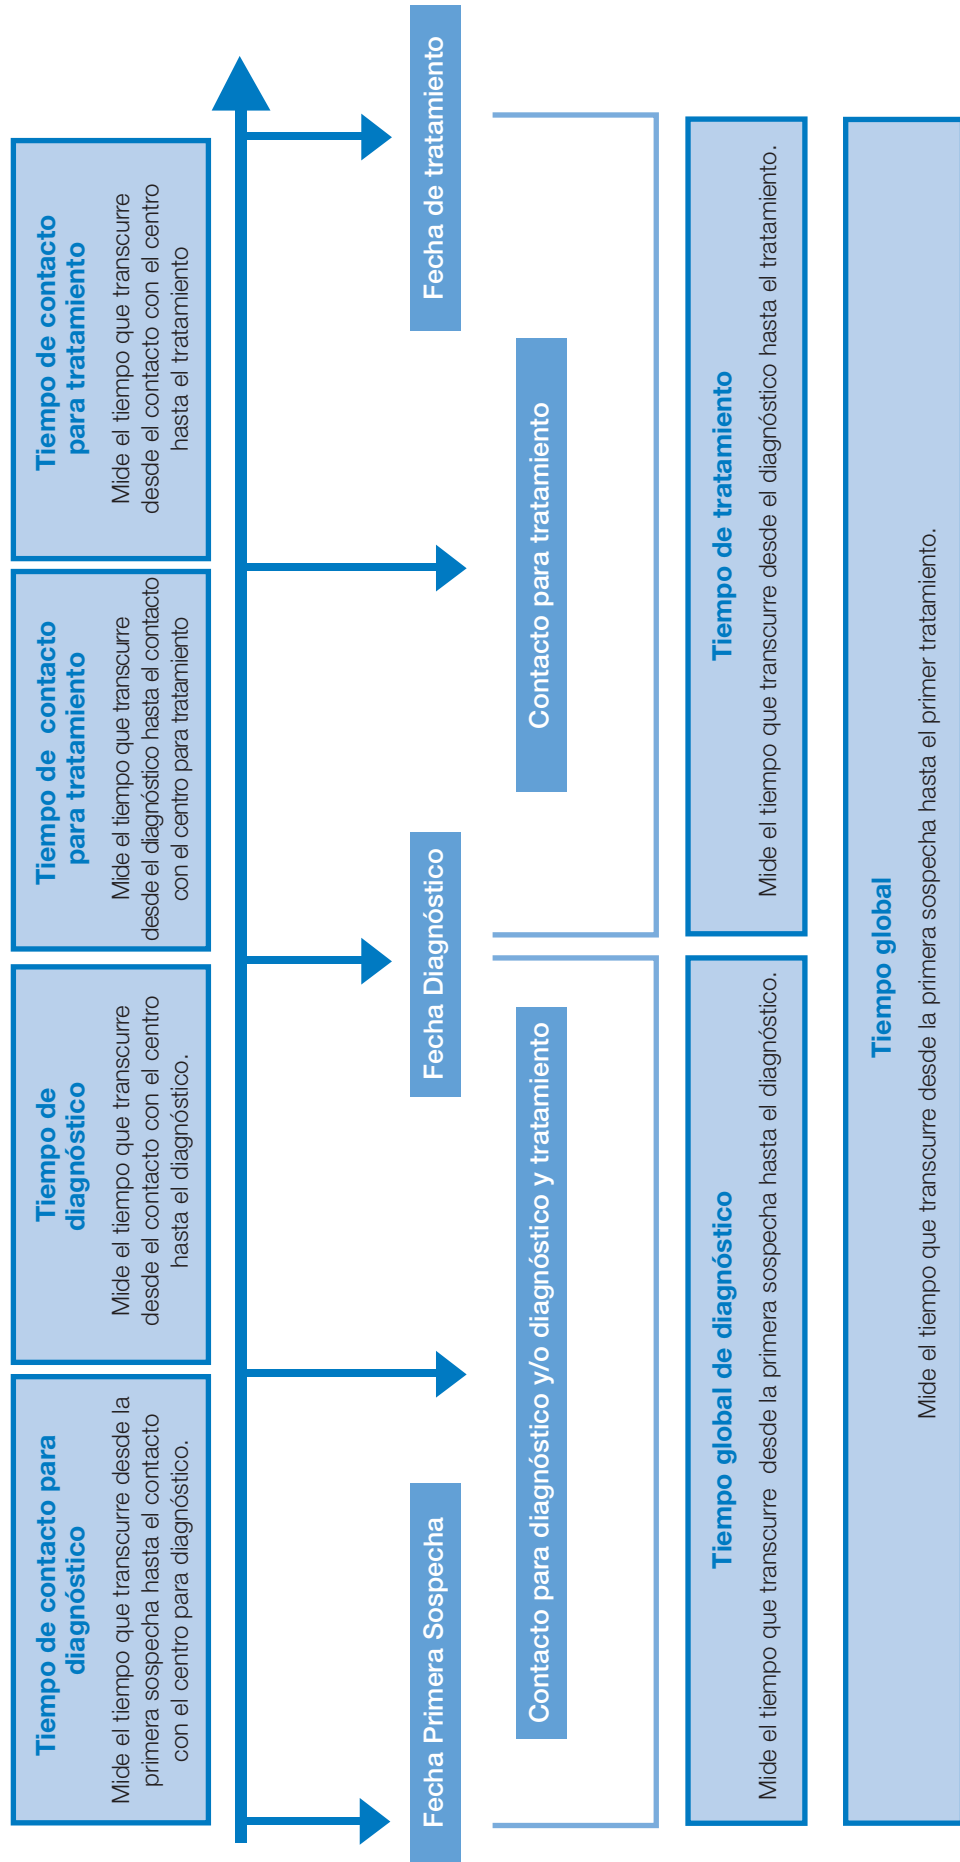 Tiempo de contacto para
diagnóstico
Mide el tiempo que transcurre desde la
primera sospecha hasta el contacto
con el centro para diagnóstico.
Tiempo de
diagnóstico
Mide el tiempo que transcurre
desde el contacto con el centro
hasta el diagnóstico.
Tiempo de contacto
para tratamiento
Mide el tiempo que transcurre
desde el diagnóstico hasta el contacto
con el centro para tratamiento
Tiempo de contacto
para tratamiento
Mide el tiempo que transcurre
desde el contacto con el centro
hasta el tratamiento
Fecha Primera Sospecha
Fecha Diagnóstico
Fecha de tratamiento
Contacto para diagnóstico y/o diagnóstico y tratamiento
Contacto para tratamiento
Tiempo global de diagnóstico
Mide el tiempo que transcurre desde la primera sospecha hasta el diagnóstico.
Tiempo de tratamiento
Mide el tiempo que transcurre desde el diagnóstico hasta el tratamiento.
Tiempo global
Mide el tiempo que transcurre desde la primera sospecha hasta el primer tratamiento.